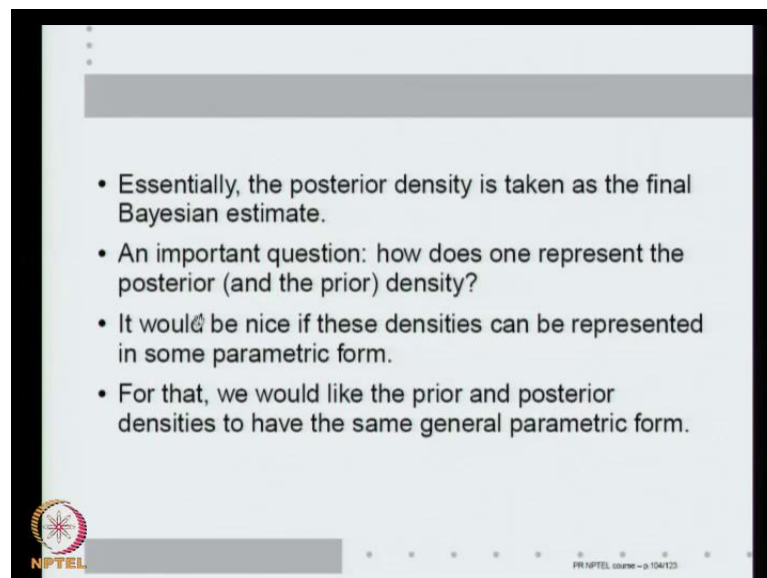 • Essentially, the posterior density is taken as the final
Bayesian estimate.
• An important question: how does one represent the
posterior (and the prior) density?
• It would be nice if these densities can be represented
in some parametric form.
• For that, we would like the prior and posterior
densities to have the same general parametric form.
NPTEL
PR NPTEL course – p.104/123